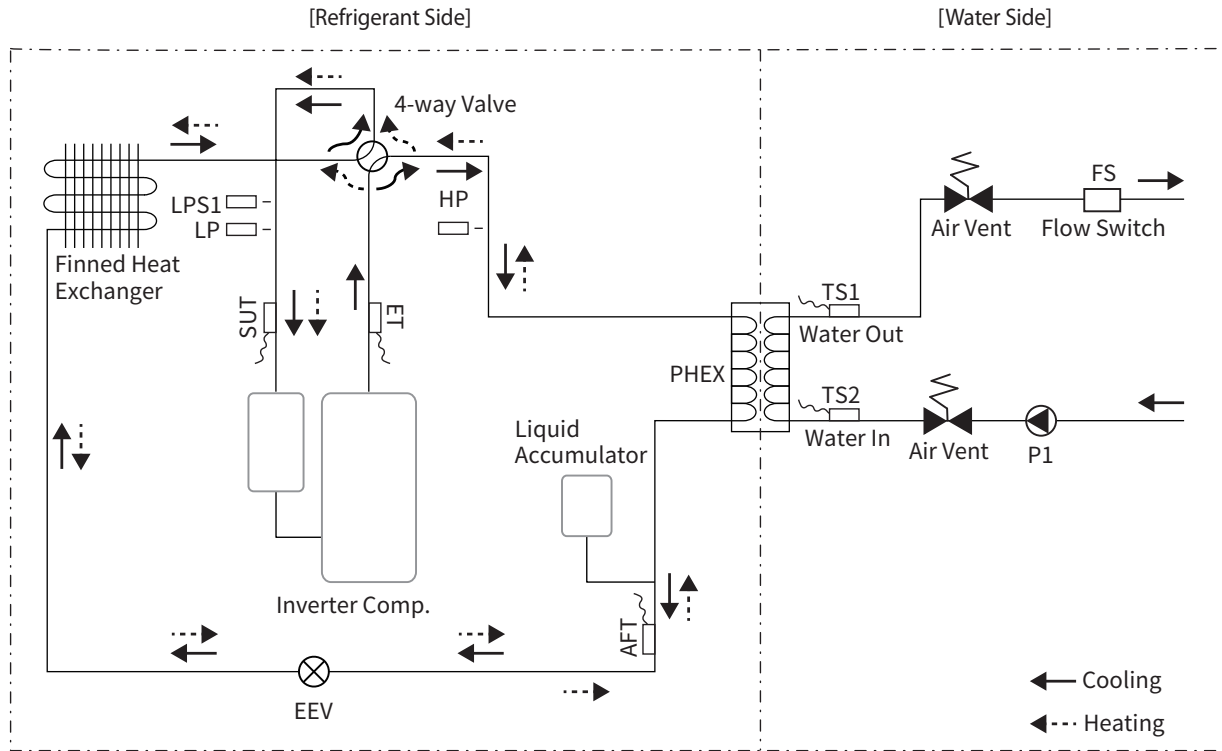 [Refrigerant Side]
[Water Side]
4-way Valve
LPS1
LP
HP
FS
Air Vent
Flow Switch
Finned Heat
Exchanger
SUT
ET
TS1
Water Out
PHEX
TS2
Water In
Air Vent
P1
Liquid
Accumulator
Inverter Comp.
AFT
EEV
Cooling
Heating